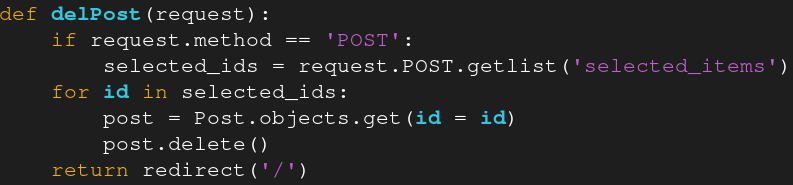 def delPost(request):
    if request.method == 'POST':
        selected_ids = request.POST.getlist('selected_items')
    for id in selected_ids:
        post = Post.objects.get(id = id)
        post.delete()
    return redirect('/')